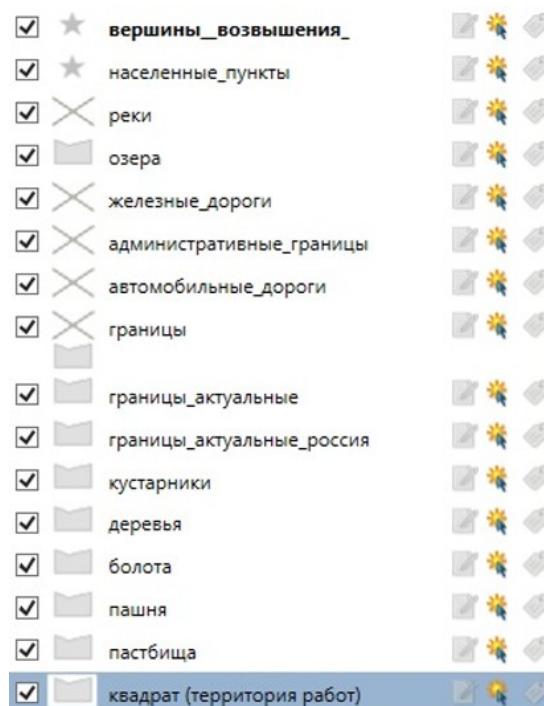 вершины__возвышения_
населенные_пункты
реки
озера
железные_дороги
административные_границы
автомобильные_дороги
границы
границы_актуальные
границы_актуальные_россия
кустарники
деревья
болота
пашня
пастбища
квадрат (территория работ)